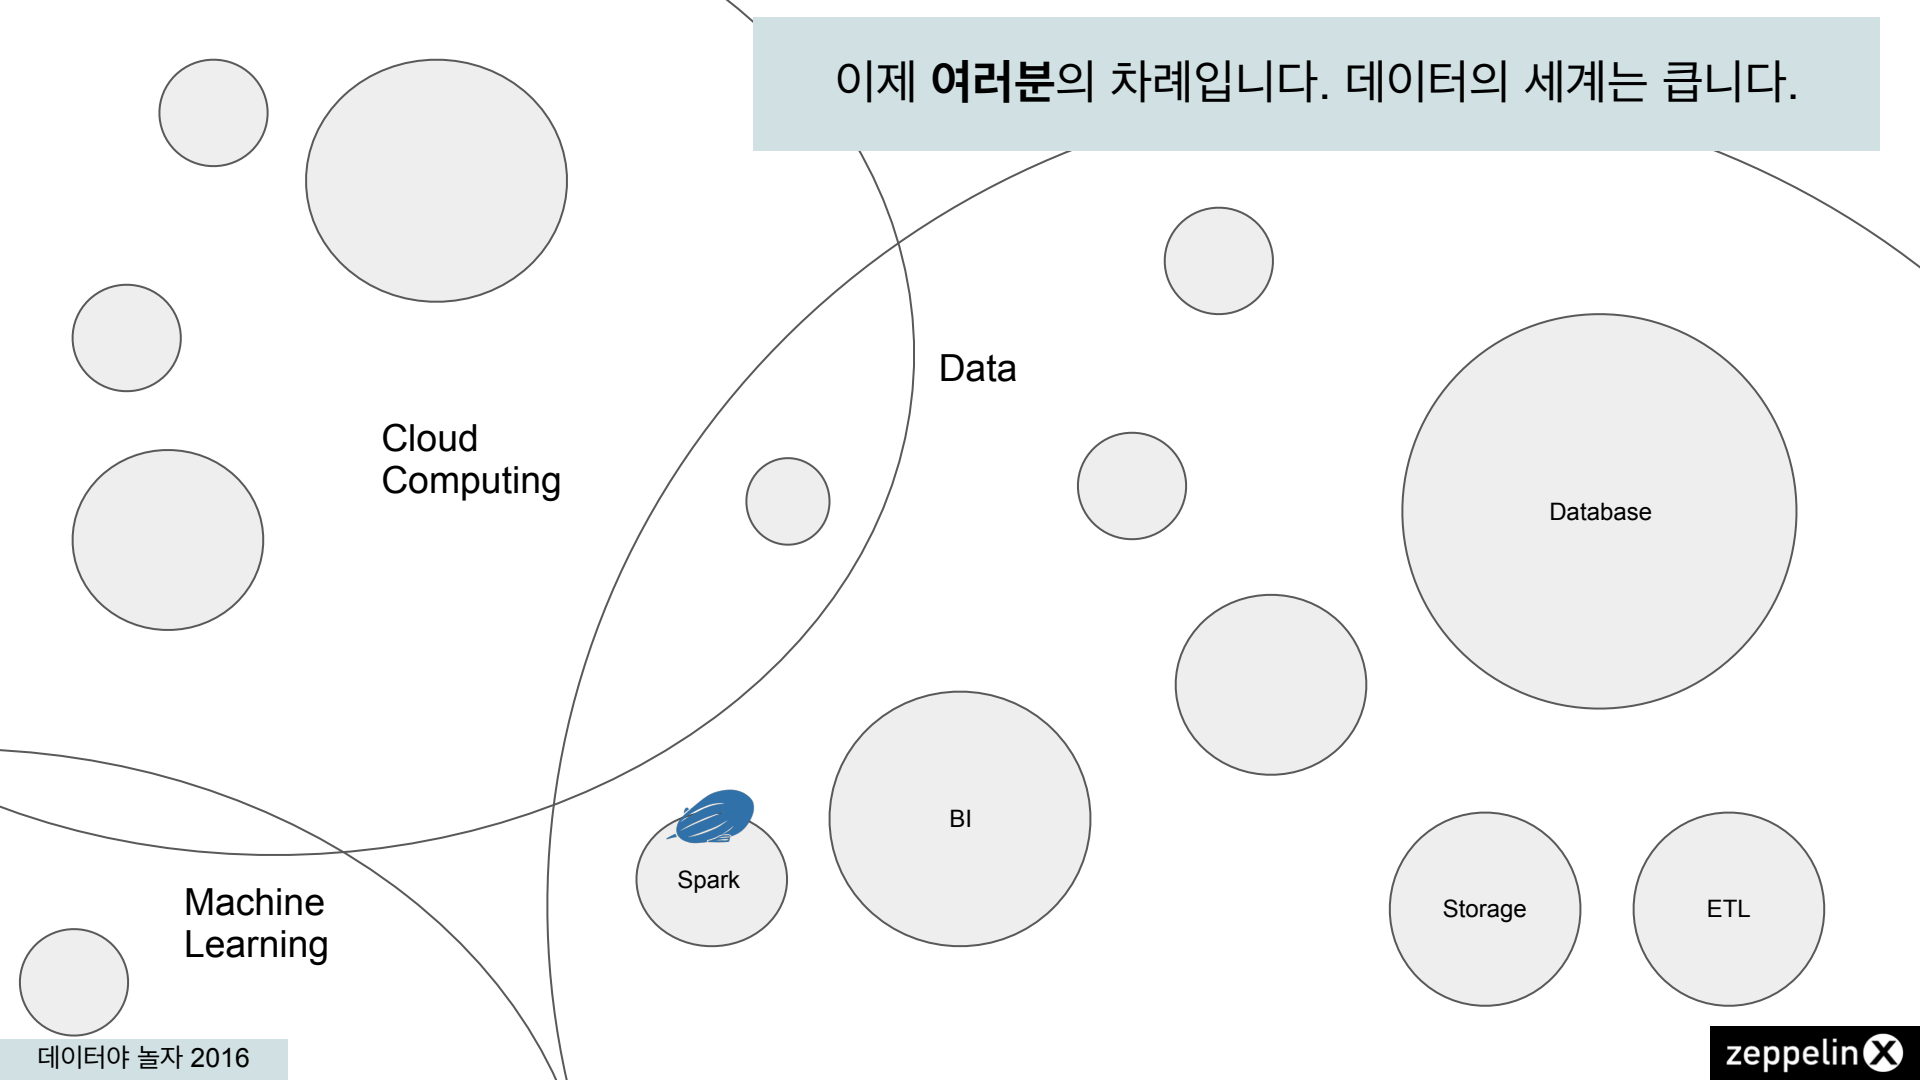 이제 여러분의 차례입니다. 데이터의 세계는 큽니다.
Data
Cloud
Computing
Database
BI
Spark
Storage
ETL
Machine
Learning
데이터야 놀자 2016
zeppelin X